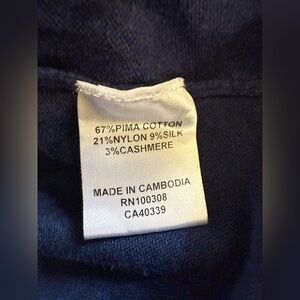 67%PIMA COTTON
21%NYLON 9%SILK
3%CASHMERE
MADE IN CAMBODIA
RN100308
CA40339